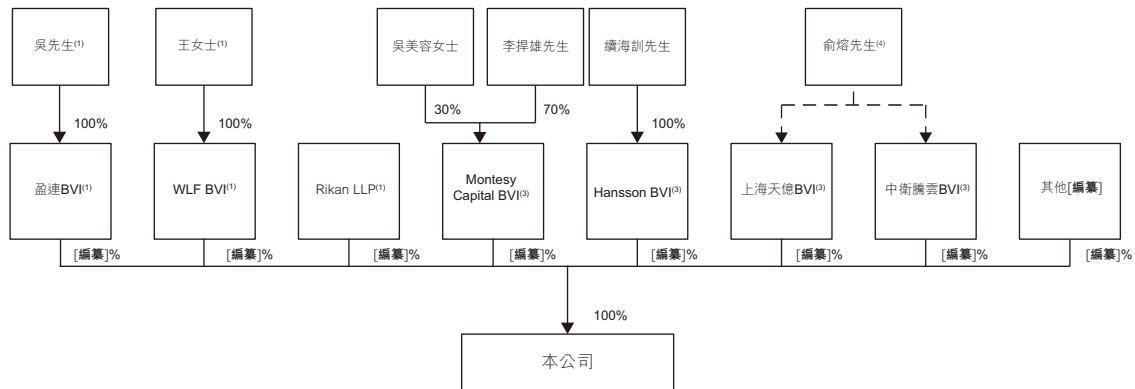 吳先生(1)
王女士(1)
吳美容女士
李捍雄先生
續海訓先生
俞熔先生(4)
100%
100%
30%
70%
100%
盈連BVI(1)
WLF BVI(1)
Rikan LLP(1)
Montesy
Capital BVI(3)
Hansson BVI(3)
上海天億BVI(3)
中衛騰雲BVI(3)
其他[編纂]
[編纂]%
[編纂]%
[編纂]%
[編纂]%
[編纂]%
[編纂]%
[編纂]%
[編纂]%
100%
本公司